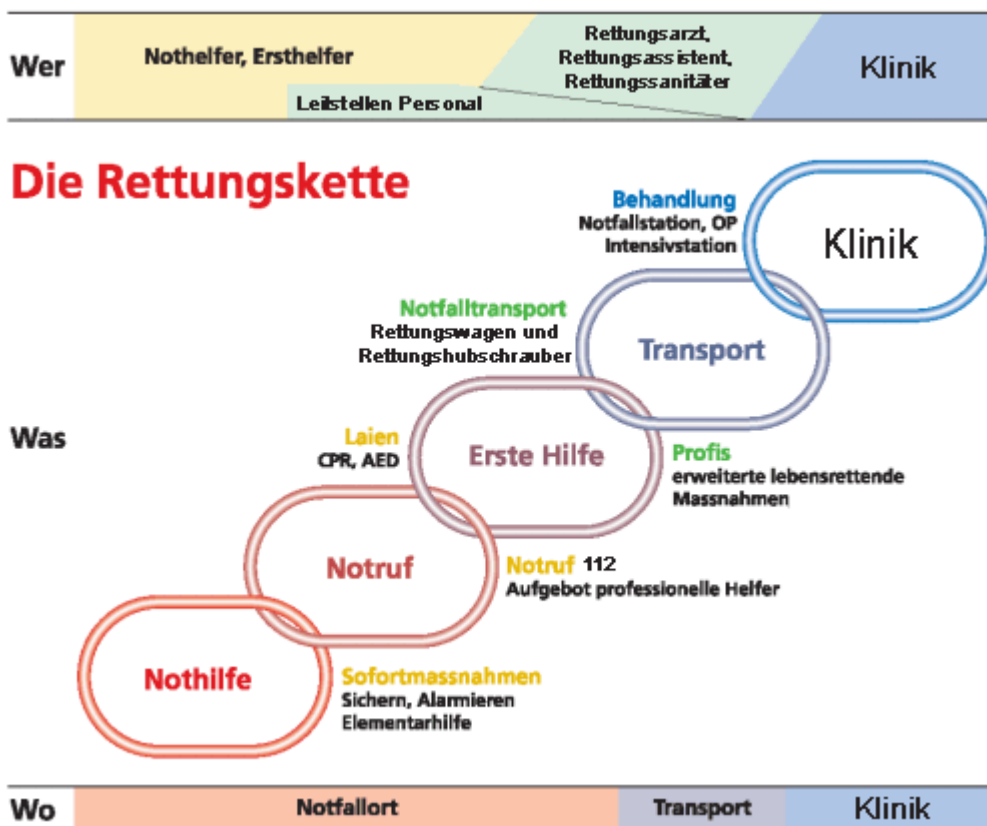 Wer
Nothelfer, Ersthelfer
Rettungsarzt,
Rettungsassistent,
Rettungssanitäter
Klinik
Leitstellen Personal
Die Rettungskette
Behandlung
Notfallstation, OP
Intensivstation
Klinik
Notfalltransport
Rettungswagen und
Rettungshubschrauber
Transport
Was
Laien
CPR, AED
Erste Hilfe
Profis
erweiterte lebensrettende
Massnahmen
Notruf
Notruf 112
Aufgebot professionelle Helfer
Nothilfe
Sofortmassnahmen
Sichern, Alarmieren
Elementarhilfe
Wo
Notfallort
Transport
Klinik